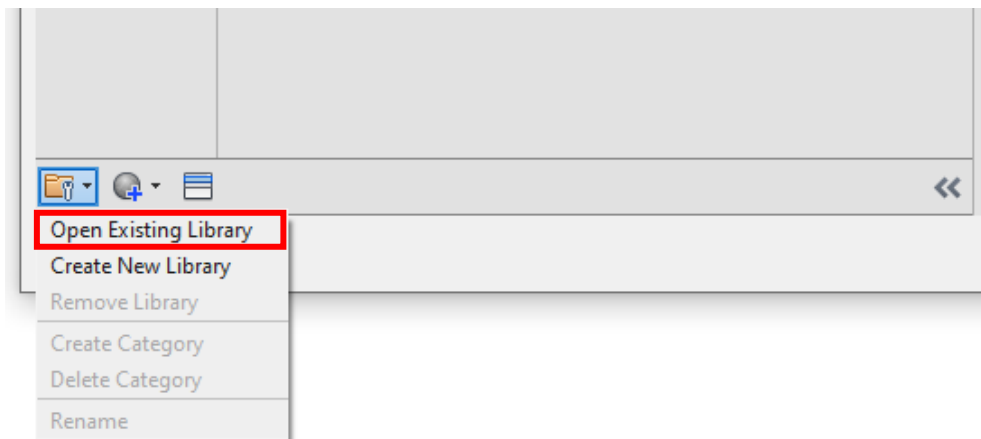 Open Existing Library
Create New Library
Remove Library
Create Category
Delete Category
Rename